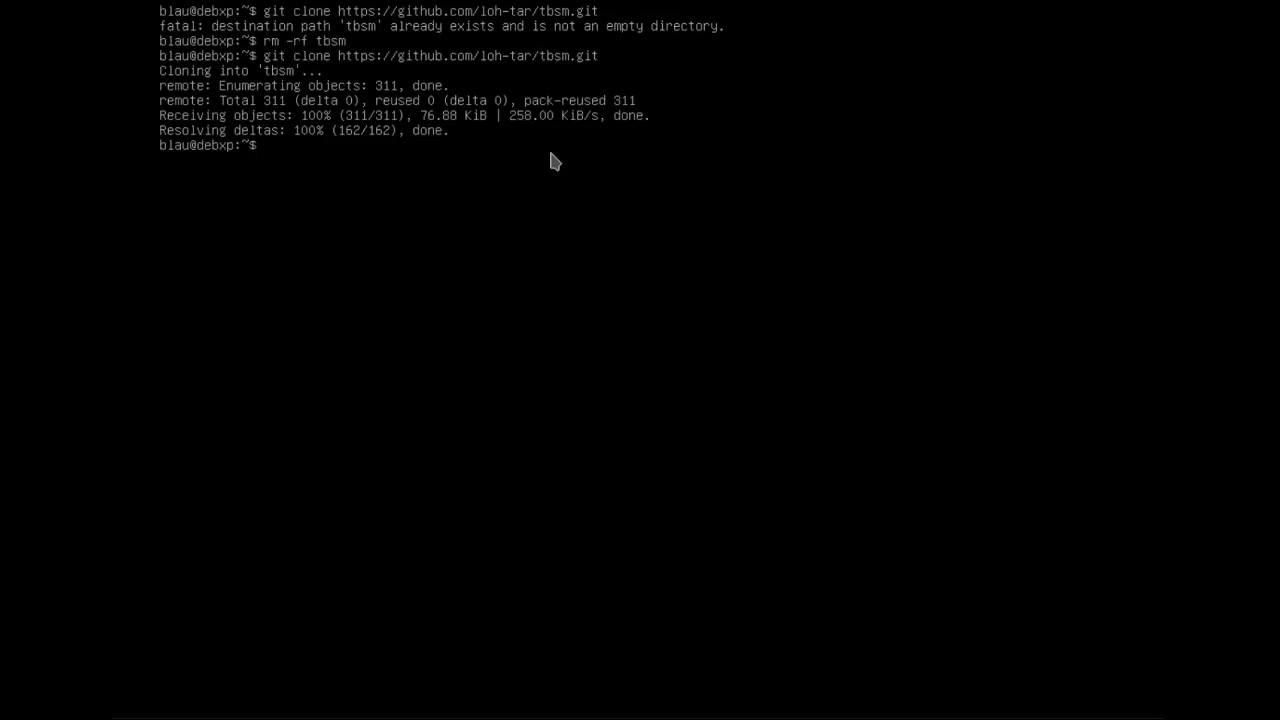 blau@debxp:~$ git clone https://github.com/loh-tar/tbsm.git
fatal: destination path 'tbsm' already exists and is not an empty directory.
blau@debxp:~$ rm -rf tbsm
blau@debxp:~$ git clone https://github.com/loh-tar/tbsm.git
Cloning into 'tbsm'...
remote: Enumerating objects: 311, done.
remote: Total 311 (delta 0), reused 0 (delta 0), pack-reused 311
Receiving objects: 100% (311/311), 76.88 KiB | 258.00 KiB/s, done.
Resolving deltas: 100% (162/162), done.
blau@debxp:~$